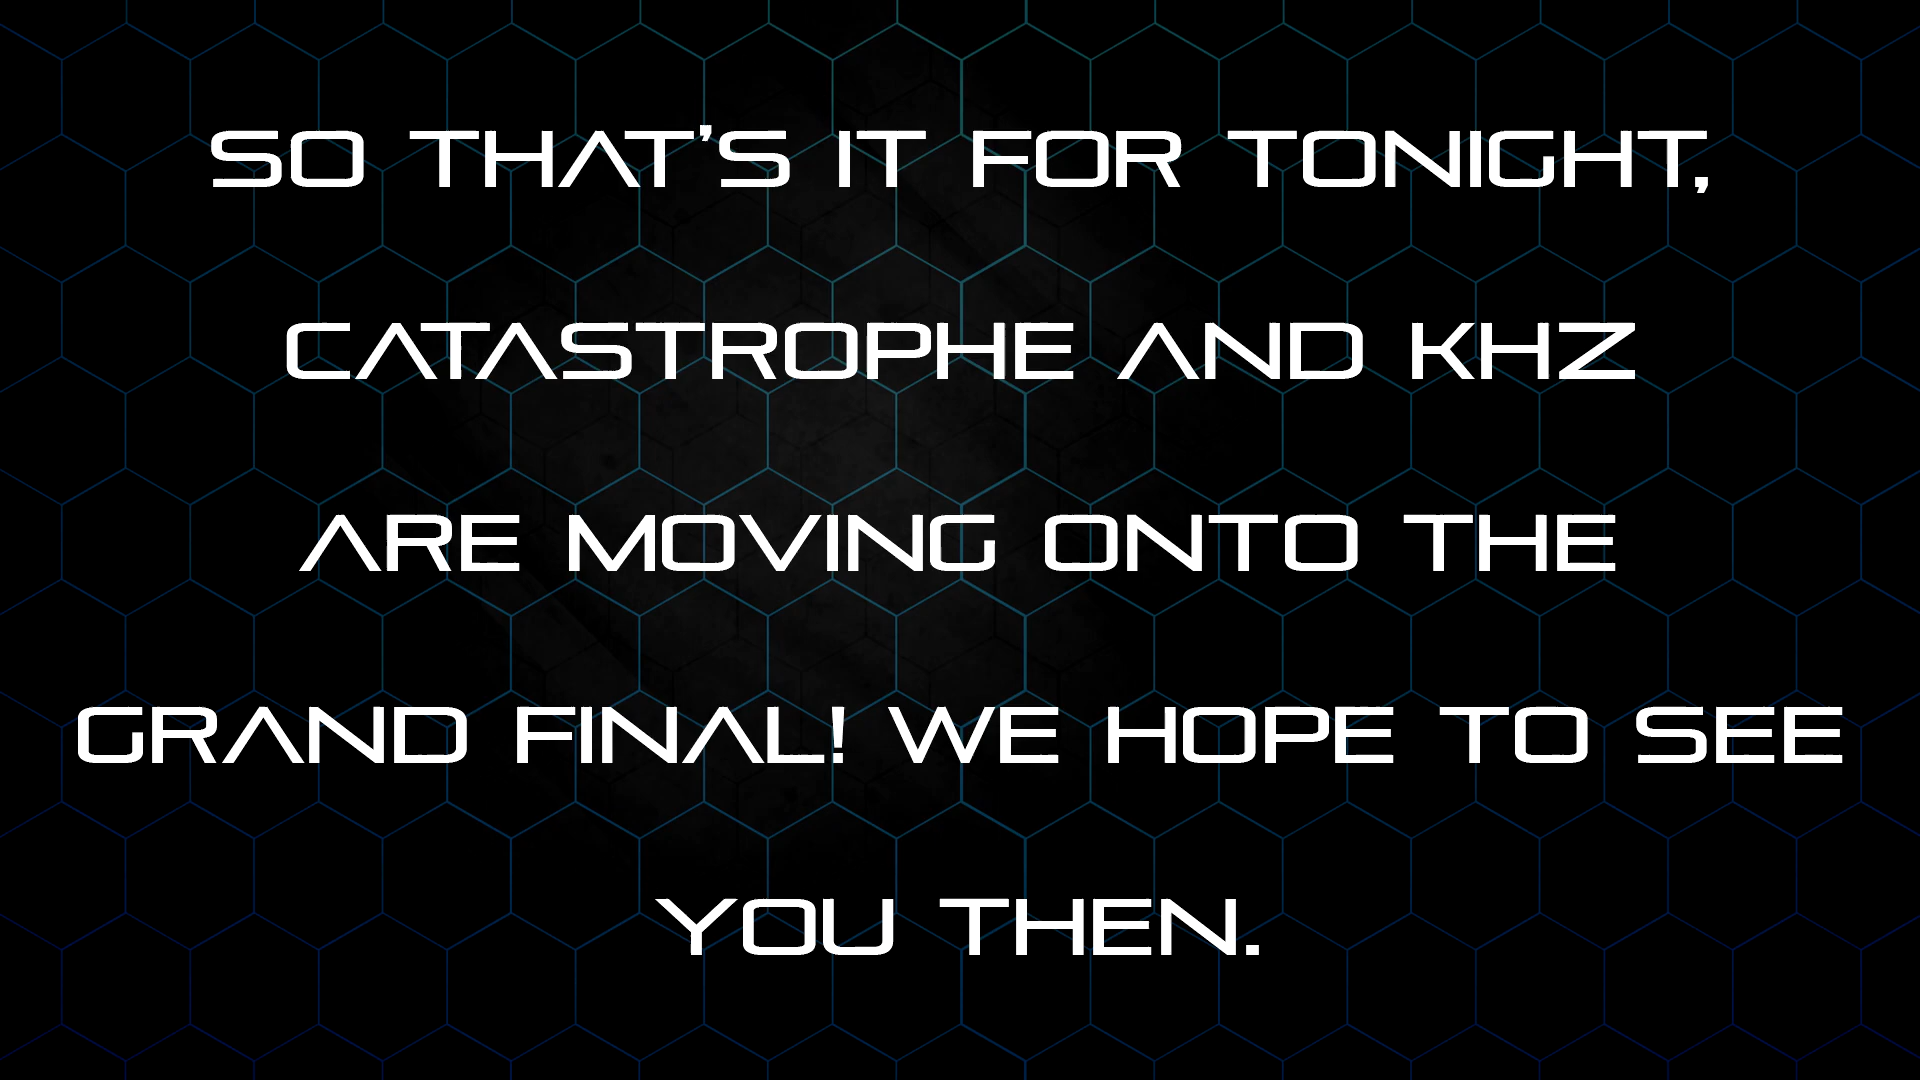 SO THAT'S IT FOR TONIGHT,
CATASTROPHE AND KHZ
ARE MOVING ONTO THE
GRAND FINAL! WE HOPE TO SEE
YOU THEN.